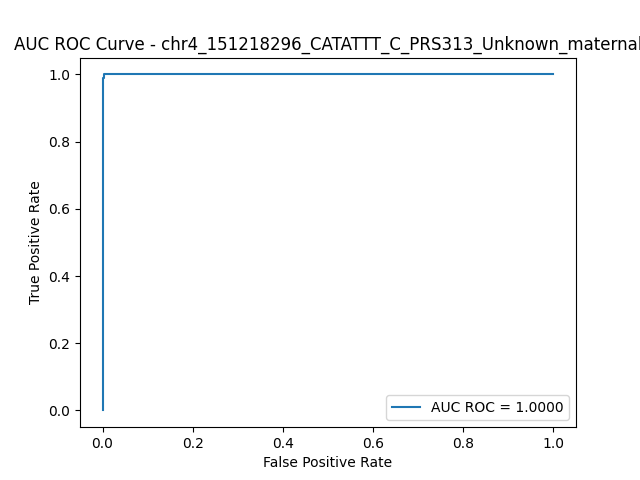 AUC ROC Curve - chr4_151218296_CATATTT_C_PRS313_Unknown_maternal
1.0
0.8
0.6
0.4
0.2
0.0
True Positive Rate
AUC ROC = 1.0000
0.0 0.2 0.4 0.6 0.8 1.0
False Positive Rate